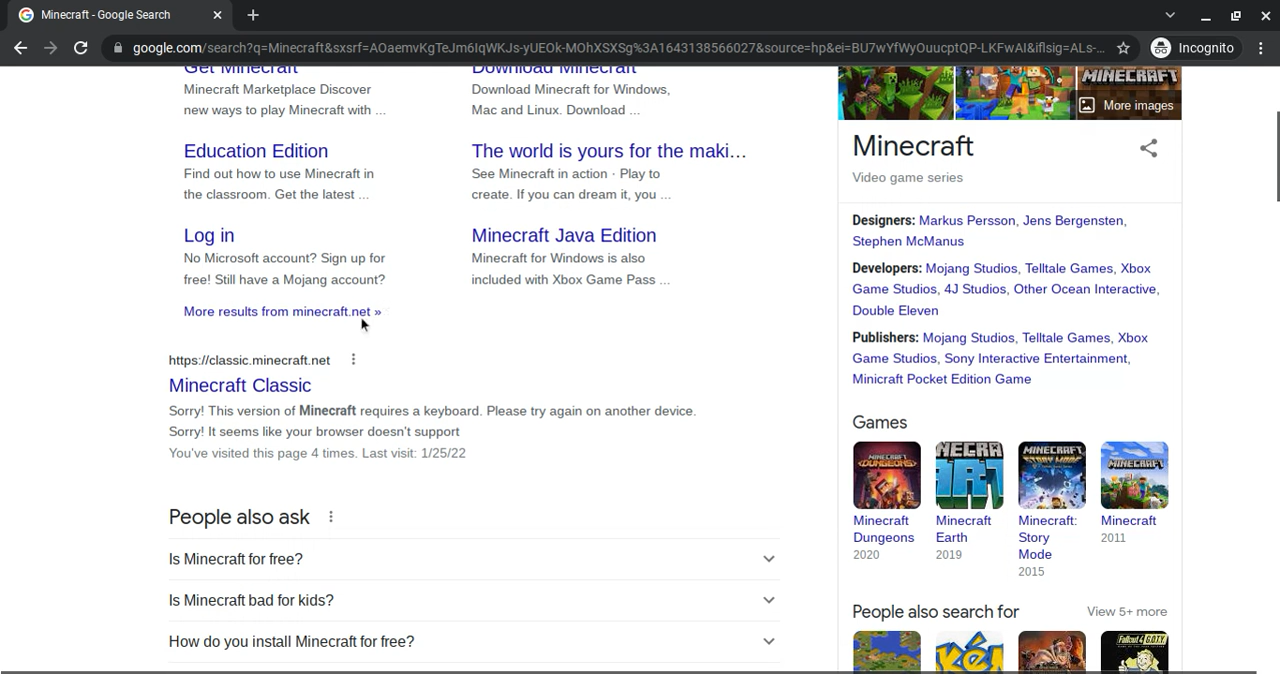 Minecraft - Google Search
google.com/search?q=Minecraft&sxsrf=AOaemvKgTeJm6IqWKJs-yUEOk-MOhXSXSg%3A1643138566027&source=hp&ei=BU7wYfWyOuucptQP-LKFwAI&iflsig=ALs-...
Incognito
Get Minecraft
Minecraft Marketplace Discover
new ways to play Minecraft with ...
Download Minecraft
Download Minecraft for Windows,
Mac and Linux. Download ...
Education Edition
Find out how to use Minecraft in
the classroom. Get the latest ...
The world is yours for the maki...
See Minecraft in action · Play to
create. If you can dream it, you ...
Log in
No Microsoft account? Sign up for
free! Still have a Mojang account?
Minecraft Java Edition
Minecraft for Windows is also
included with Xbox Game Pass ...
More results from minecraft.net »
https://classic.minecraft.net
Minecraft Classic
Sorry! This version of Minecraft requires a keyboard. Please try again on another device.
Sorry! It seems like your browser doesn't support
You've visited this page 4 times. Last visit: 1/25/22
People also ask
Is Minecraft for free?
Is Minecraft bad for kids?
How do you install Minecraft for free?
MINECRAFT
More images
Minecraft
Video game series
Designers: Markus Persson, Jens Bergensten,
Stephen McManus
Developers: Mojang Studios, Telltale Games, Xbox
Game Studios, 4J Studios, Other Ocean Interactive,
Double Eleven
Publishers: Mojang Studios, Telltale Games, Xbox
Game Studios, Sony Interactive Entertainment,
Minicraft Pocket Edition Game
Games
Minecraft
Dungeons
2020
Minecraft
Earth
2019
Minecraft:
Story
Mode
2015
Minecraft
2011
People also search for
View 5+ more